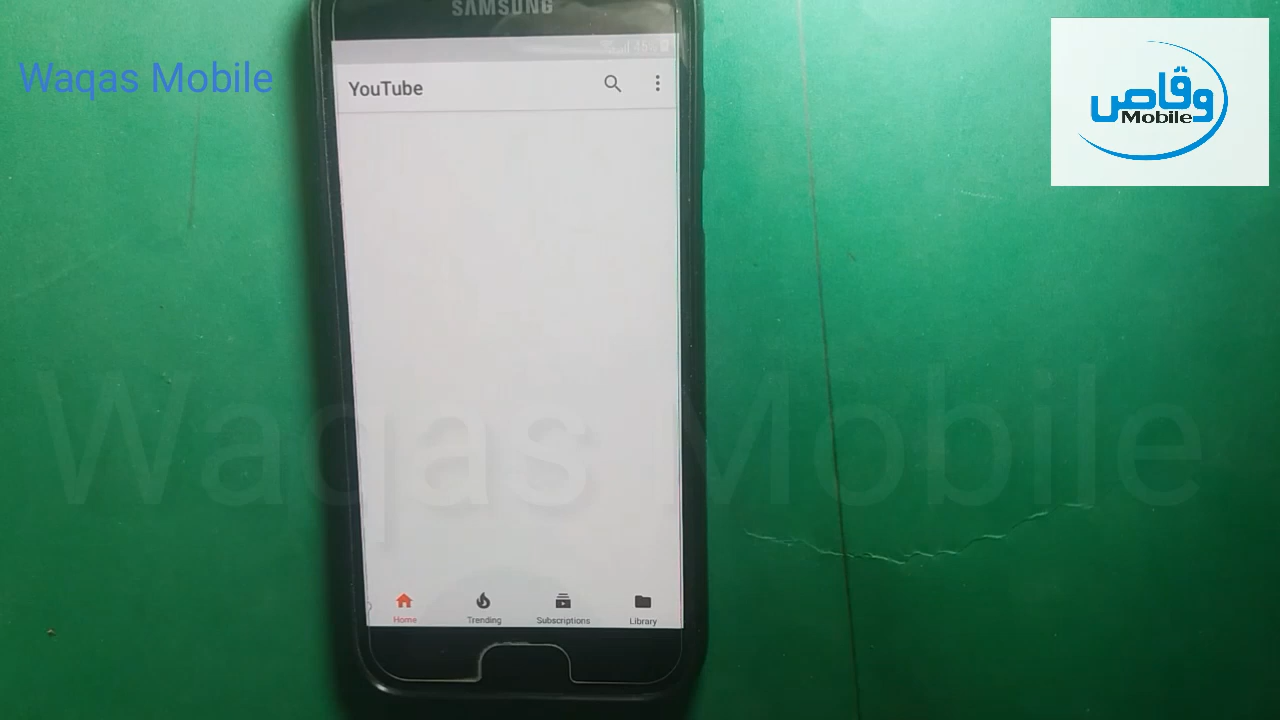 SAMSUNG
Waqas Mobile
YouTube
وقاص
Mobile
Waqas Mobile
Home
Trending
Subscriptions
Library